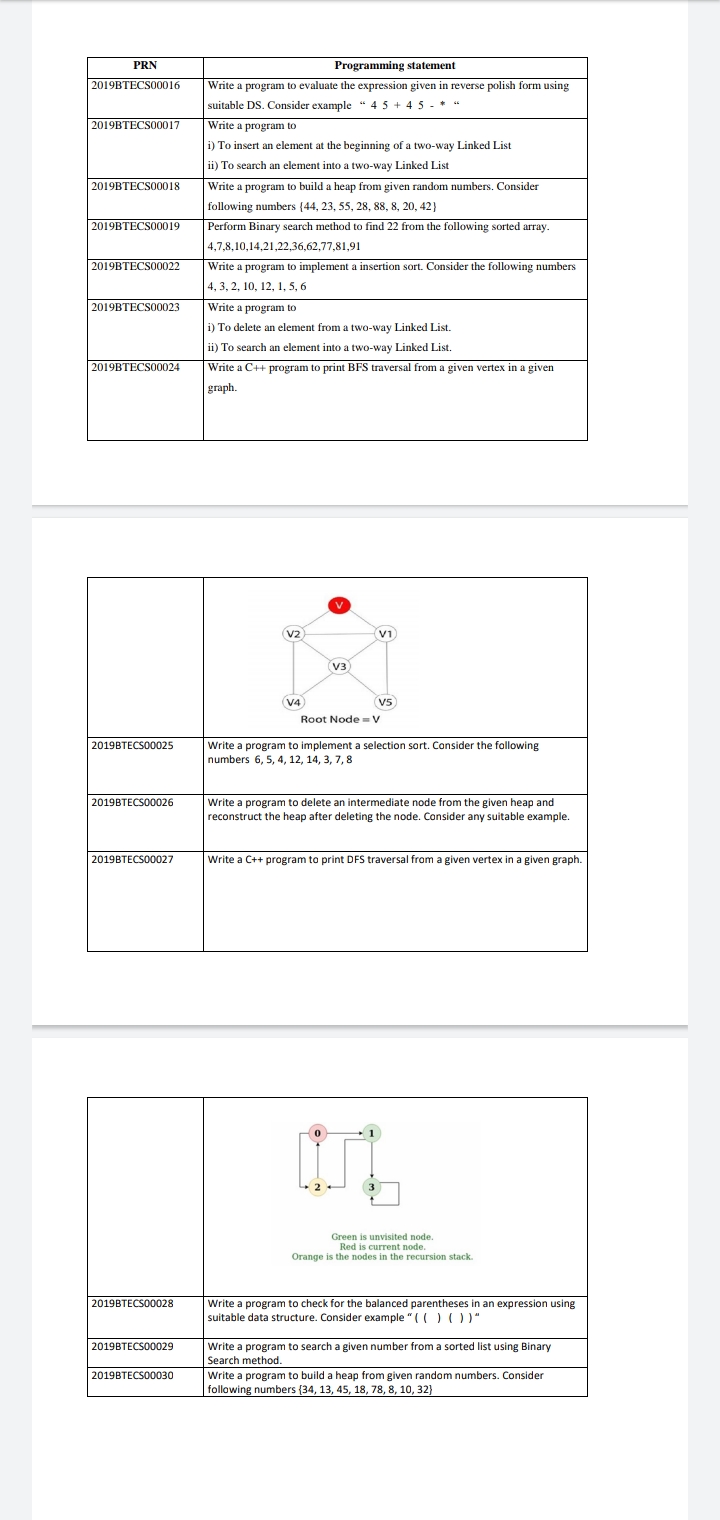 PRN Programming statement
2019BTECS00016 Write a program to evaluate the expression given in reverse polish form using
suitable DS. Consider example “ 4 5 + 4 5 - * “
2019BTECS00017 Write a program to
i) To insert an element at the beginning of a two-way Linked List
ii) To search an element into a two-way Linked List
2019BTECS00018 Write a program to build a heap from given random numbers. Consider
following numbers {44, 23, 55, 28, 88, 8, 20, 42}
2019BTECS00019 Perform Binary search method to find 22 from the following sorted array.
4,7,8,10,14,21,22,36,62,77,81,91
2019BTECS00022 Write a program to implement a insertion sort. Consider the following numbers
4, 3, 2, 10, 12, 1, 5, 6
2019BTECS00023 Write a program to
i) To delete an element from a two-way Linked List.
ii) To search an element into a two-way Linked List.
2019BTECS00024 Write a C++ program to print BFS traversal from a given vertex in a given
graph.
V
V2 V1
V3
V4 V5
Root Node = V
2019BTECS00025 Write a program to implement a selection sort. Consider the following
numbers 6, 5, 4, 12, 14, 3, 7, 8
2019BTECS00026 Write a program to delete an intermediate node from the given heap and
reconstruct the heap after deleting the node. Consider any suitable example.
2019BTECS00027 Write a C++ program to print DFS traversal from a given vertex in a given graph.
0 1
2 3
Green is unvisited node.
Red is current node.
Orange is the nodes in the recursion stack.
2019BTECS00028 Write a program to check for the balanced parentheses in an expression using
suitable data structure. Consider example “ ( ( ) ( ) ) “
2019BTECS00029 Write a program to search a given number from a sorted list using Binary
Search method.
2019BTECS00030 Write a program to build a heap from given random numbers. Consider
following numbers {34, 13, 45, 18, 78, 8, 10, 32}